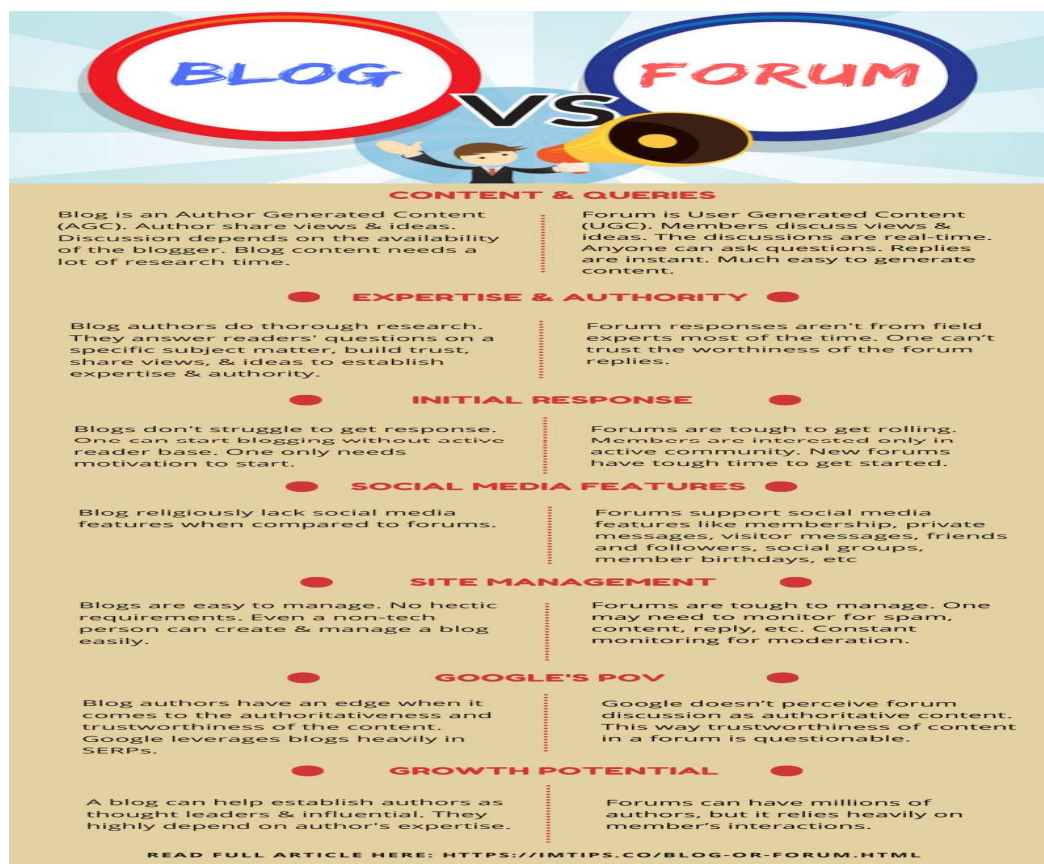 BLOG
VS
FORUM
CONTENT & QUERIES
Blog is an Author Generated Content
(AGC). Author share views & ideas.
Discussion depends on the availability
of the blogger. Blog content needs a
lot of research time.
Forum is User Generated Content
(UGC). Members discuss views &
ideas. The discussions are real-time.
Anyone can ask questions. Replies
are instant. Much easy to generate
content.
EXPERTISE & AUTHORITY
Blog authors do thorough research.
They answer readers' questions on a
specific subject matter, build trust,
share views, & ideas to establish
expertise & authority.
Forum responses aren't from field
experts most of the time. One can't
trust the worthiness of the forum
replies.
INITIAL RESPONSE
Blogs don't struggle to get response.
One can start blogging without active
reader base. One only needs
motivation to start.
Forums are tough to get rolling.
Members are interested only in
active community. New forums
have tough time to get started.
SOCIAL MEDIA FEATURES
Blog religiously lack social media
features when compared to forums.
Forums support social media
features like membership, private
messages, visitor messages, friends
and followers, social groups,
member birthdays, etc
SITE MANAGEMENT
Blogs are easy to manage. No hectic
requirements. Even a non-tech
person can create & manage a blog
easily.
Forums are tough to manage. One
may need to monitor for spam,
content, reply, etc. Constant
monitoring for moderation.
GOOGLE'S POV
Blog authors have an edge when it
comes to the authoritativeness and
trustworthiness of the content.
Google leverages blogs heavily in
SERPs.
Google doesn't perceive forum
discussion as authoritative content.
This way trustworthiness of content
in a forum is questionable.
GROWTH POTENTIAL
A blog can help establish authors as
thought leaders & influential. They
highly depend on author's expertise.
Forums can have millions of
authors, but it relies heavily on
member's interactions.
READ FULL ARTICLE HERE: HTTPS://IMTIPS.CO/BLOG-OR-FORUM.HTML